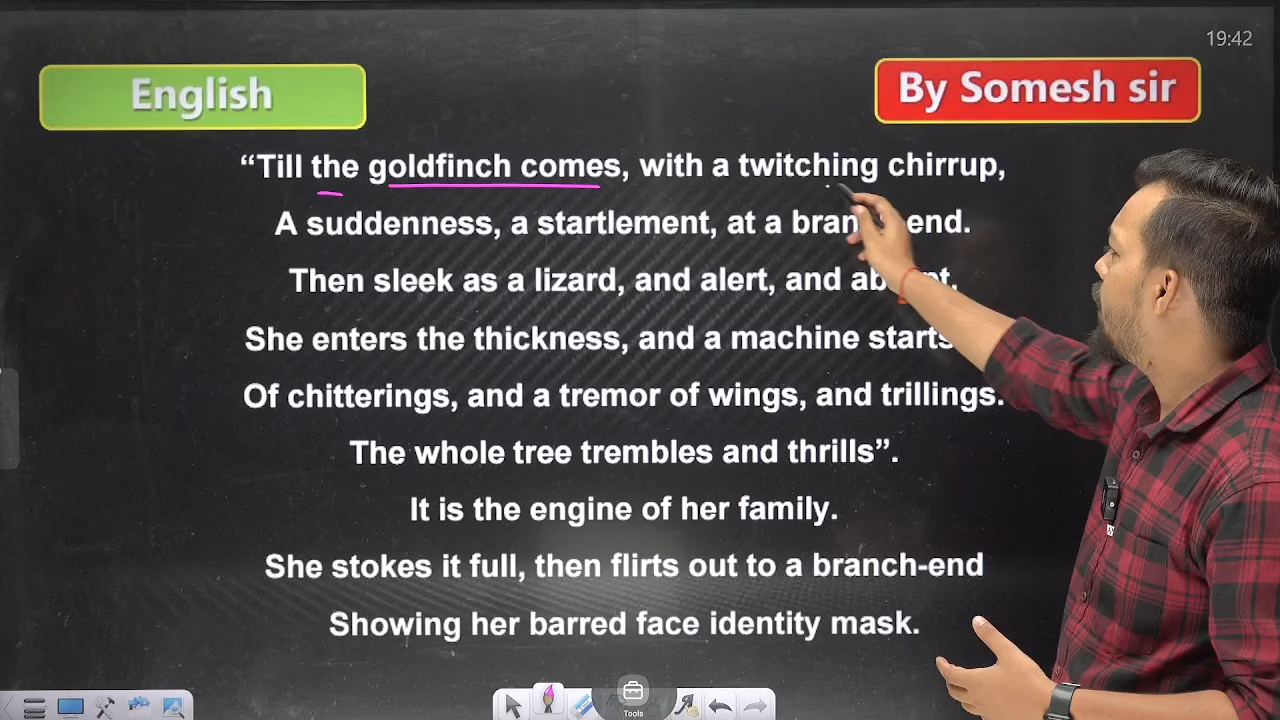 19:42
English
By Somesh sir
“Till the goldfinch comes, with a twitching chirrup,
A suddenness, a startlement, at a end.
Then sleek as a lizard, and alert, and
She enters the thickness, and a machine starts
Of chitterings, and a tremor of wings, and trillings.
The whole tree trembles and thrills”.
It is the engine of her family.
She stokes it full, then flirts out to a branch-end
Showing her barred face identity mask.
Tools